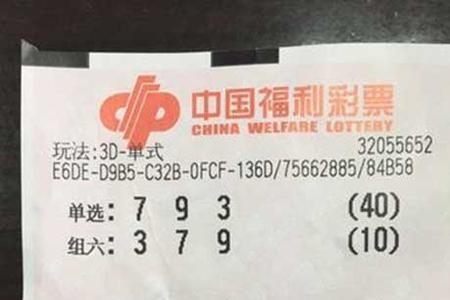 中国福利彩票
CHINA WELFARE LOTTERY
玩法:3D-单式 32055652
E6DE-D9B5-C32B-0FCF-136D/75662885/84B58
单选: 7 9 3 (40)
组六: 3 7 9 (10)